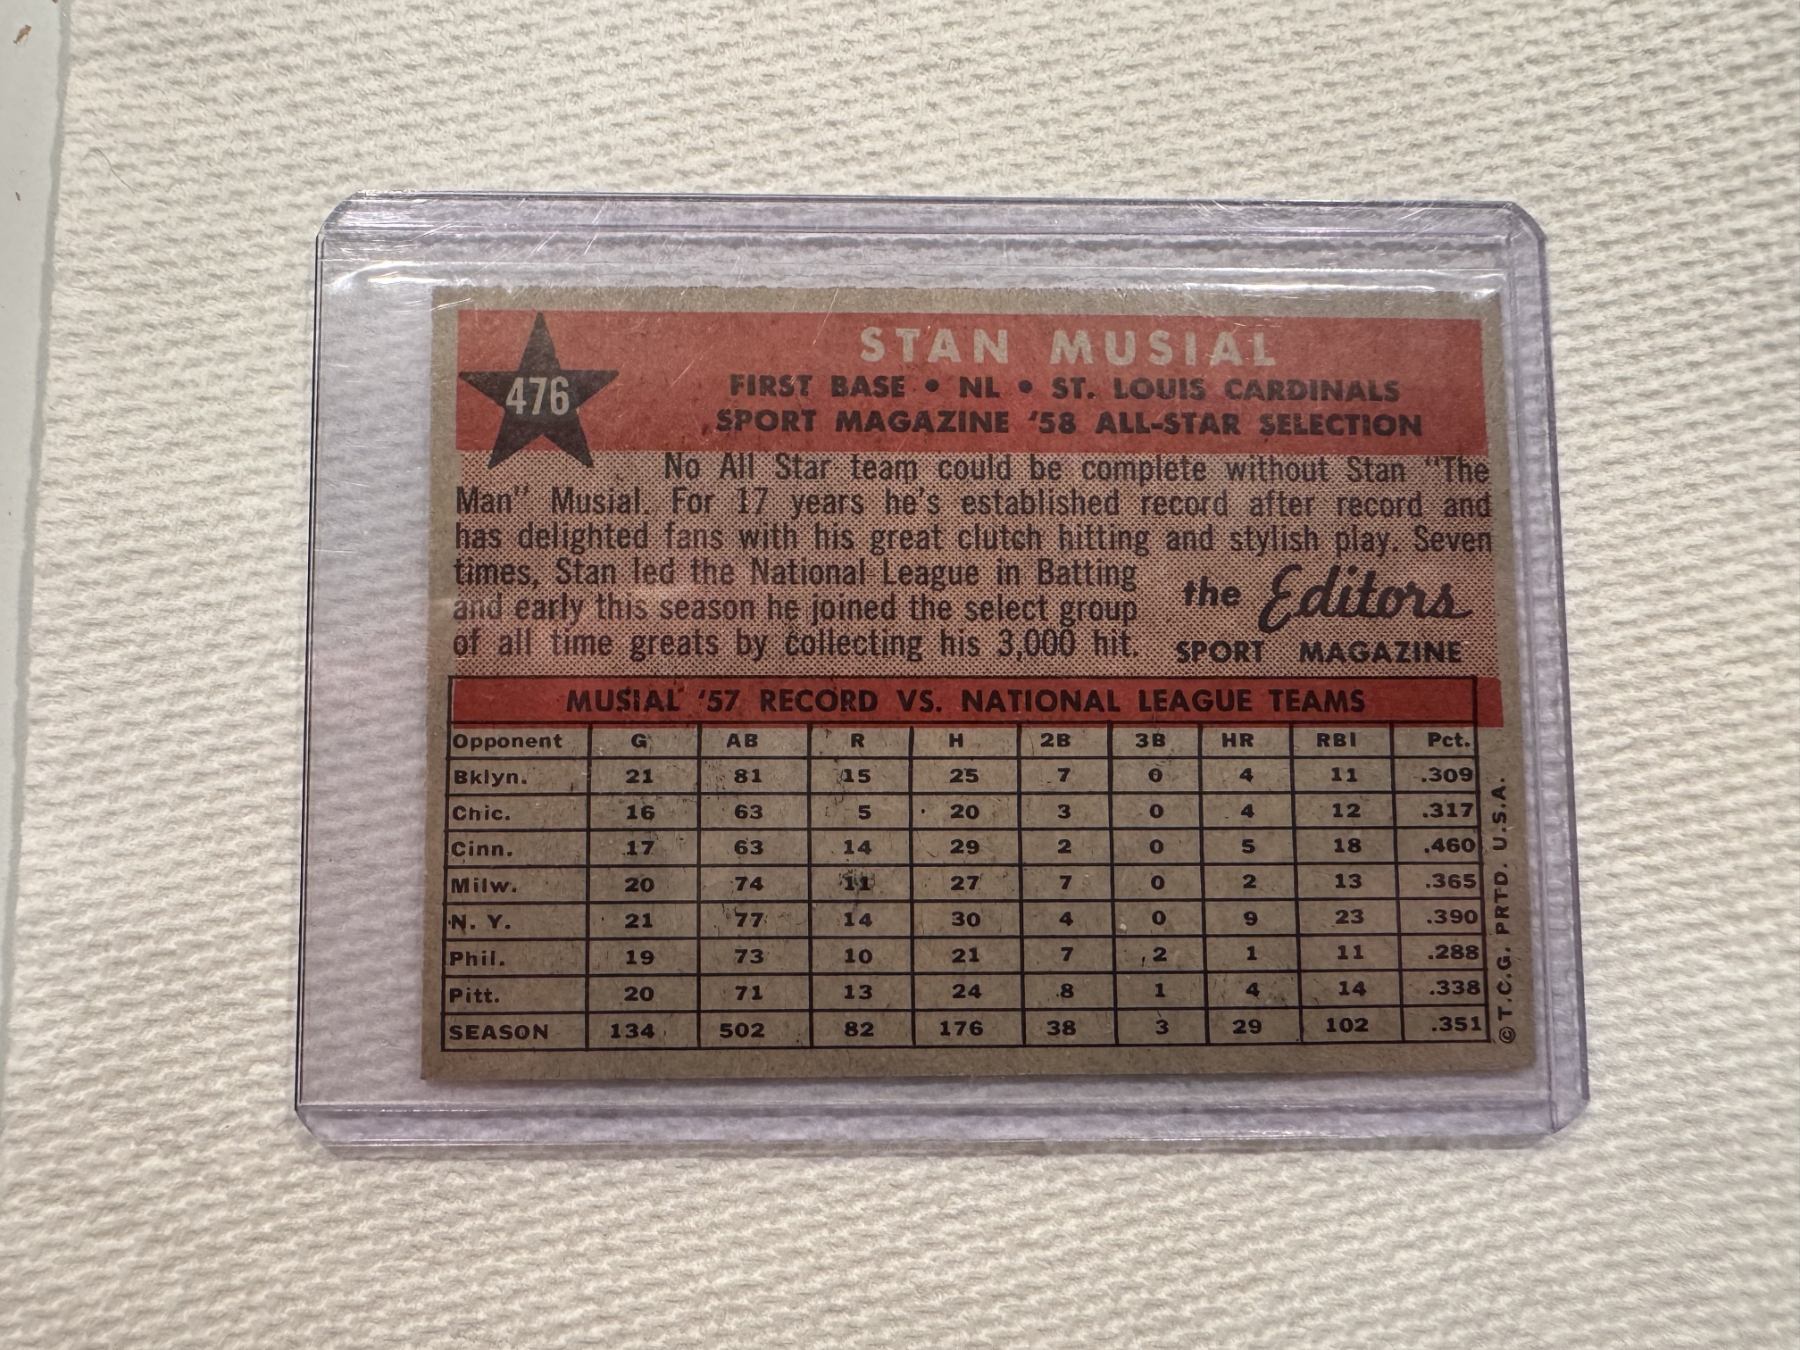 476
STAN MUSIAL
FIRST BASE • NL • ST. LOUIS CARDINALS
SPORT MAGAZINE '58 ALL-STAR SELECTION
No All Star team could be complete without Stan "The
Man" Musial. For 17 years he's established record after record and
has delighted fans with his great clutch hitting and stylish play. Seven
times, Stan led the National League in Batting
and early this season he joined the select group
of all time greats by collecting his 3,000 hit.
the Editors
SPORT MAGAZINE
MUSIAL '57 RECORD VS. NATIONAL LEAGUE TEAMS
Opponent G AB R H 2B 3B HR RBI Pct.
Bklyn. 21 81 15 25 7 0 4 11 .309
Chic. 16 63 5 20 3 0 4 12 .317
Cinn. 17 63 14 29 2 0 5 18 .460
Milw. 20 74 11 27 7 0 2 13 .365
N. Y. 21 77 14 30 4 0 9 23 .390
Phil. 19 73 10 21 7 2 1 11 .288
Pitt. 20 71 13 24 8 1 4 14 .338
SEASON 134 502 82 176 38 3 29 102 .351
© T.C.G. PRTD. U.S.A.